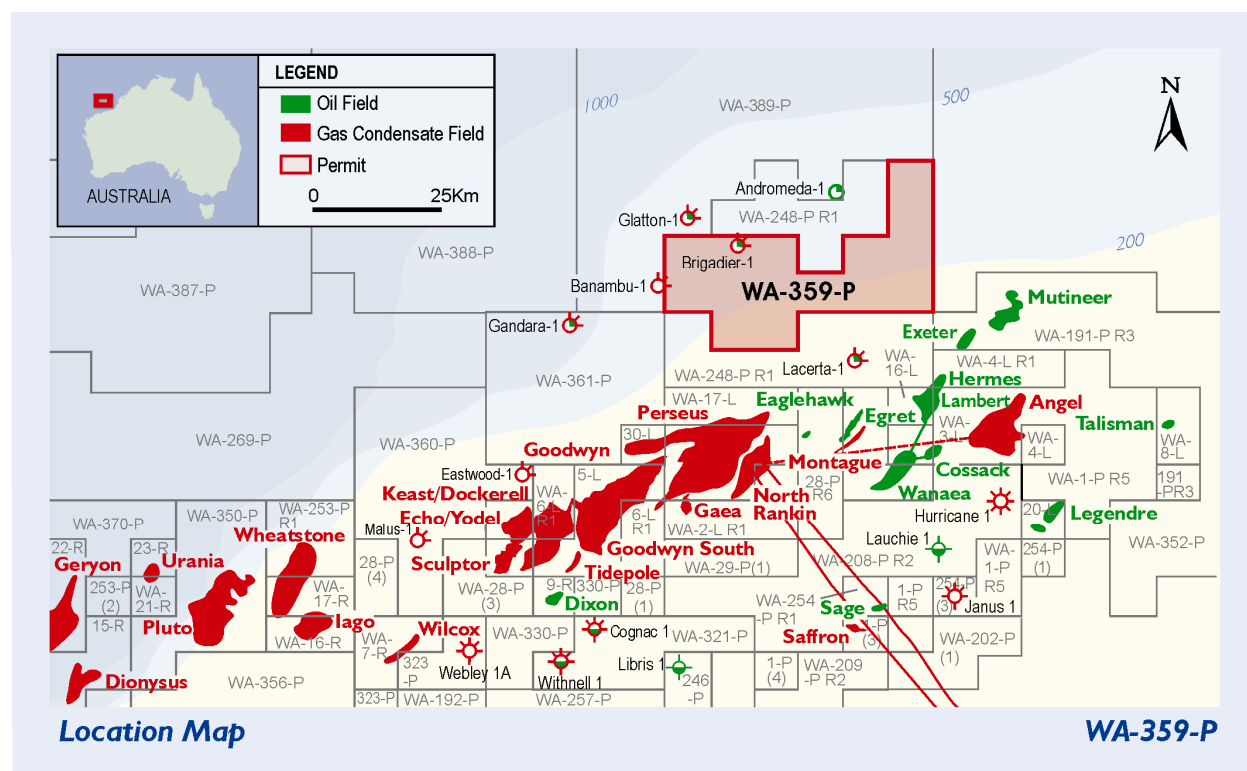 LEGEND
Oil Field
Gas Condensate Field
Permit
0 25Km
AUSTRALIA
1000
500
200
N
WA-389-P
Andromeda-1
WA-248-P R1
Glatton-1
Brigadier-1
WA-388-P
WA-387-P
Banambu-1
WA-359-P
Mutineer
Gandara-1
Exeter
WA-191-P R3
Lacerta-1
WA-
16-L
WA-4-L R1
WA-361-P
WA-248-P R1
Hermes
WA-17-L
Eaglehawk
Lambert
Angel
Perseus
Egret
WA-
3-L
Talisman
WA-269-P
WA-360-P
30-L
WA-
4-L
WA-
8-L
Goodwyn
Montague
Cossack
Eastwood-1
5-L
28-P
R6
WA-1-P R5
191
-PR3
Keast/Dockerell
WA-
6-L
R1
North
Rankin
Wanaea
WA-253-P
R1
WA-350-P
WA-370-P
Echo/Yodel
6-L
R1
Gaea
Hurricane 1
20-L
Legendre
Malus-1
WA-2-L R1
Wheatstone
Lauchie 1
WA-352-P
22-R
23-R
Goodwyn South
WA-208-P R2
WA-
1-P
R5
254-P
(1)
Geryon
Urania
28-P
(4)
Sculptor
Tidepole
WA-29-P(1)
253-P
(2)
WA-
21-R
WA-
17-R
WA-28-P
(3)
9-R
330-P
28-P
(1)
1-P
R5
254-P
(3)
Dixon
WA-254
-P R1
Sage
Janus 1
15-R
Pluto
Iago
Wilcox
WA-330-P
Cognac 1
WA-321-P
Saffron
1-P
(3)
WA-202-P
(1)
WA-16-R
WA-
7-R
323
-P
Webley 1A
Withnell 1
Libris 1
246
-P
1-P
(4)
WA-209
-P R2
Dionysus
WA-356-P
323-P
WA-192-P
WA-257-P
Location Map
WA-359-P